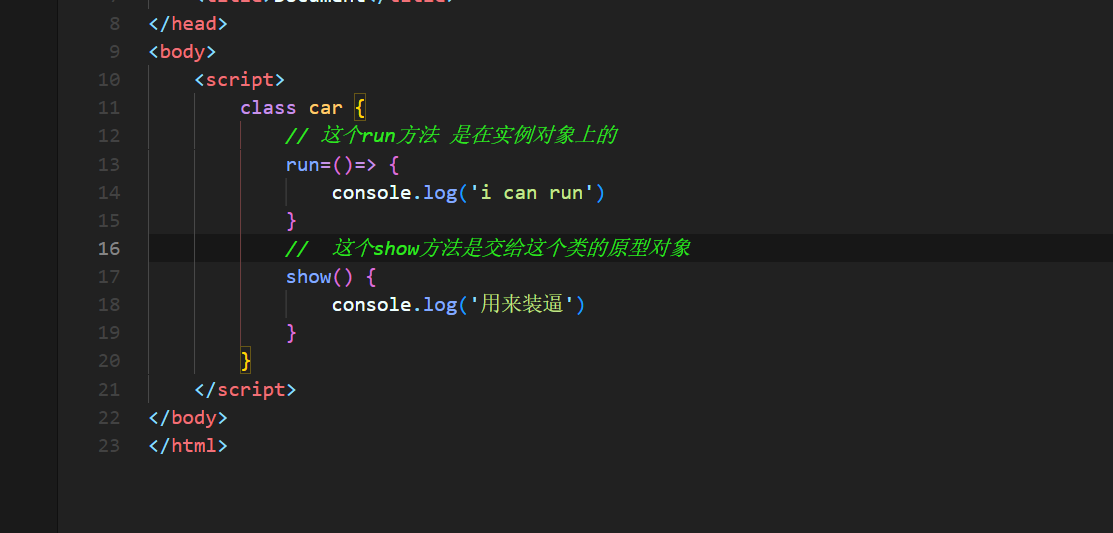 7 <title>Document</title>
8 </head>
9 <body>
10 <script>
11 class car {
12 // 这个run方法 是在实例对象上的
13 run=()=> {
14 console.log('i can run')
15 }
16 // 这个show方法是交给这个类的原型对象
17 show() {
18 console.log('用来装逼')
19 }
20 }
21 </script>
22 </body>
23 </html>